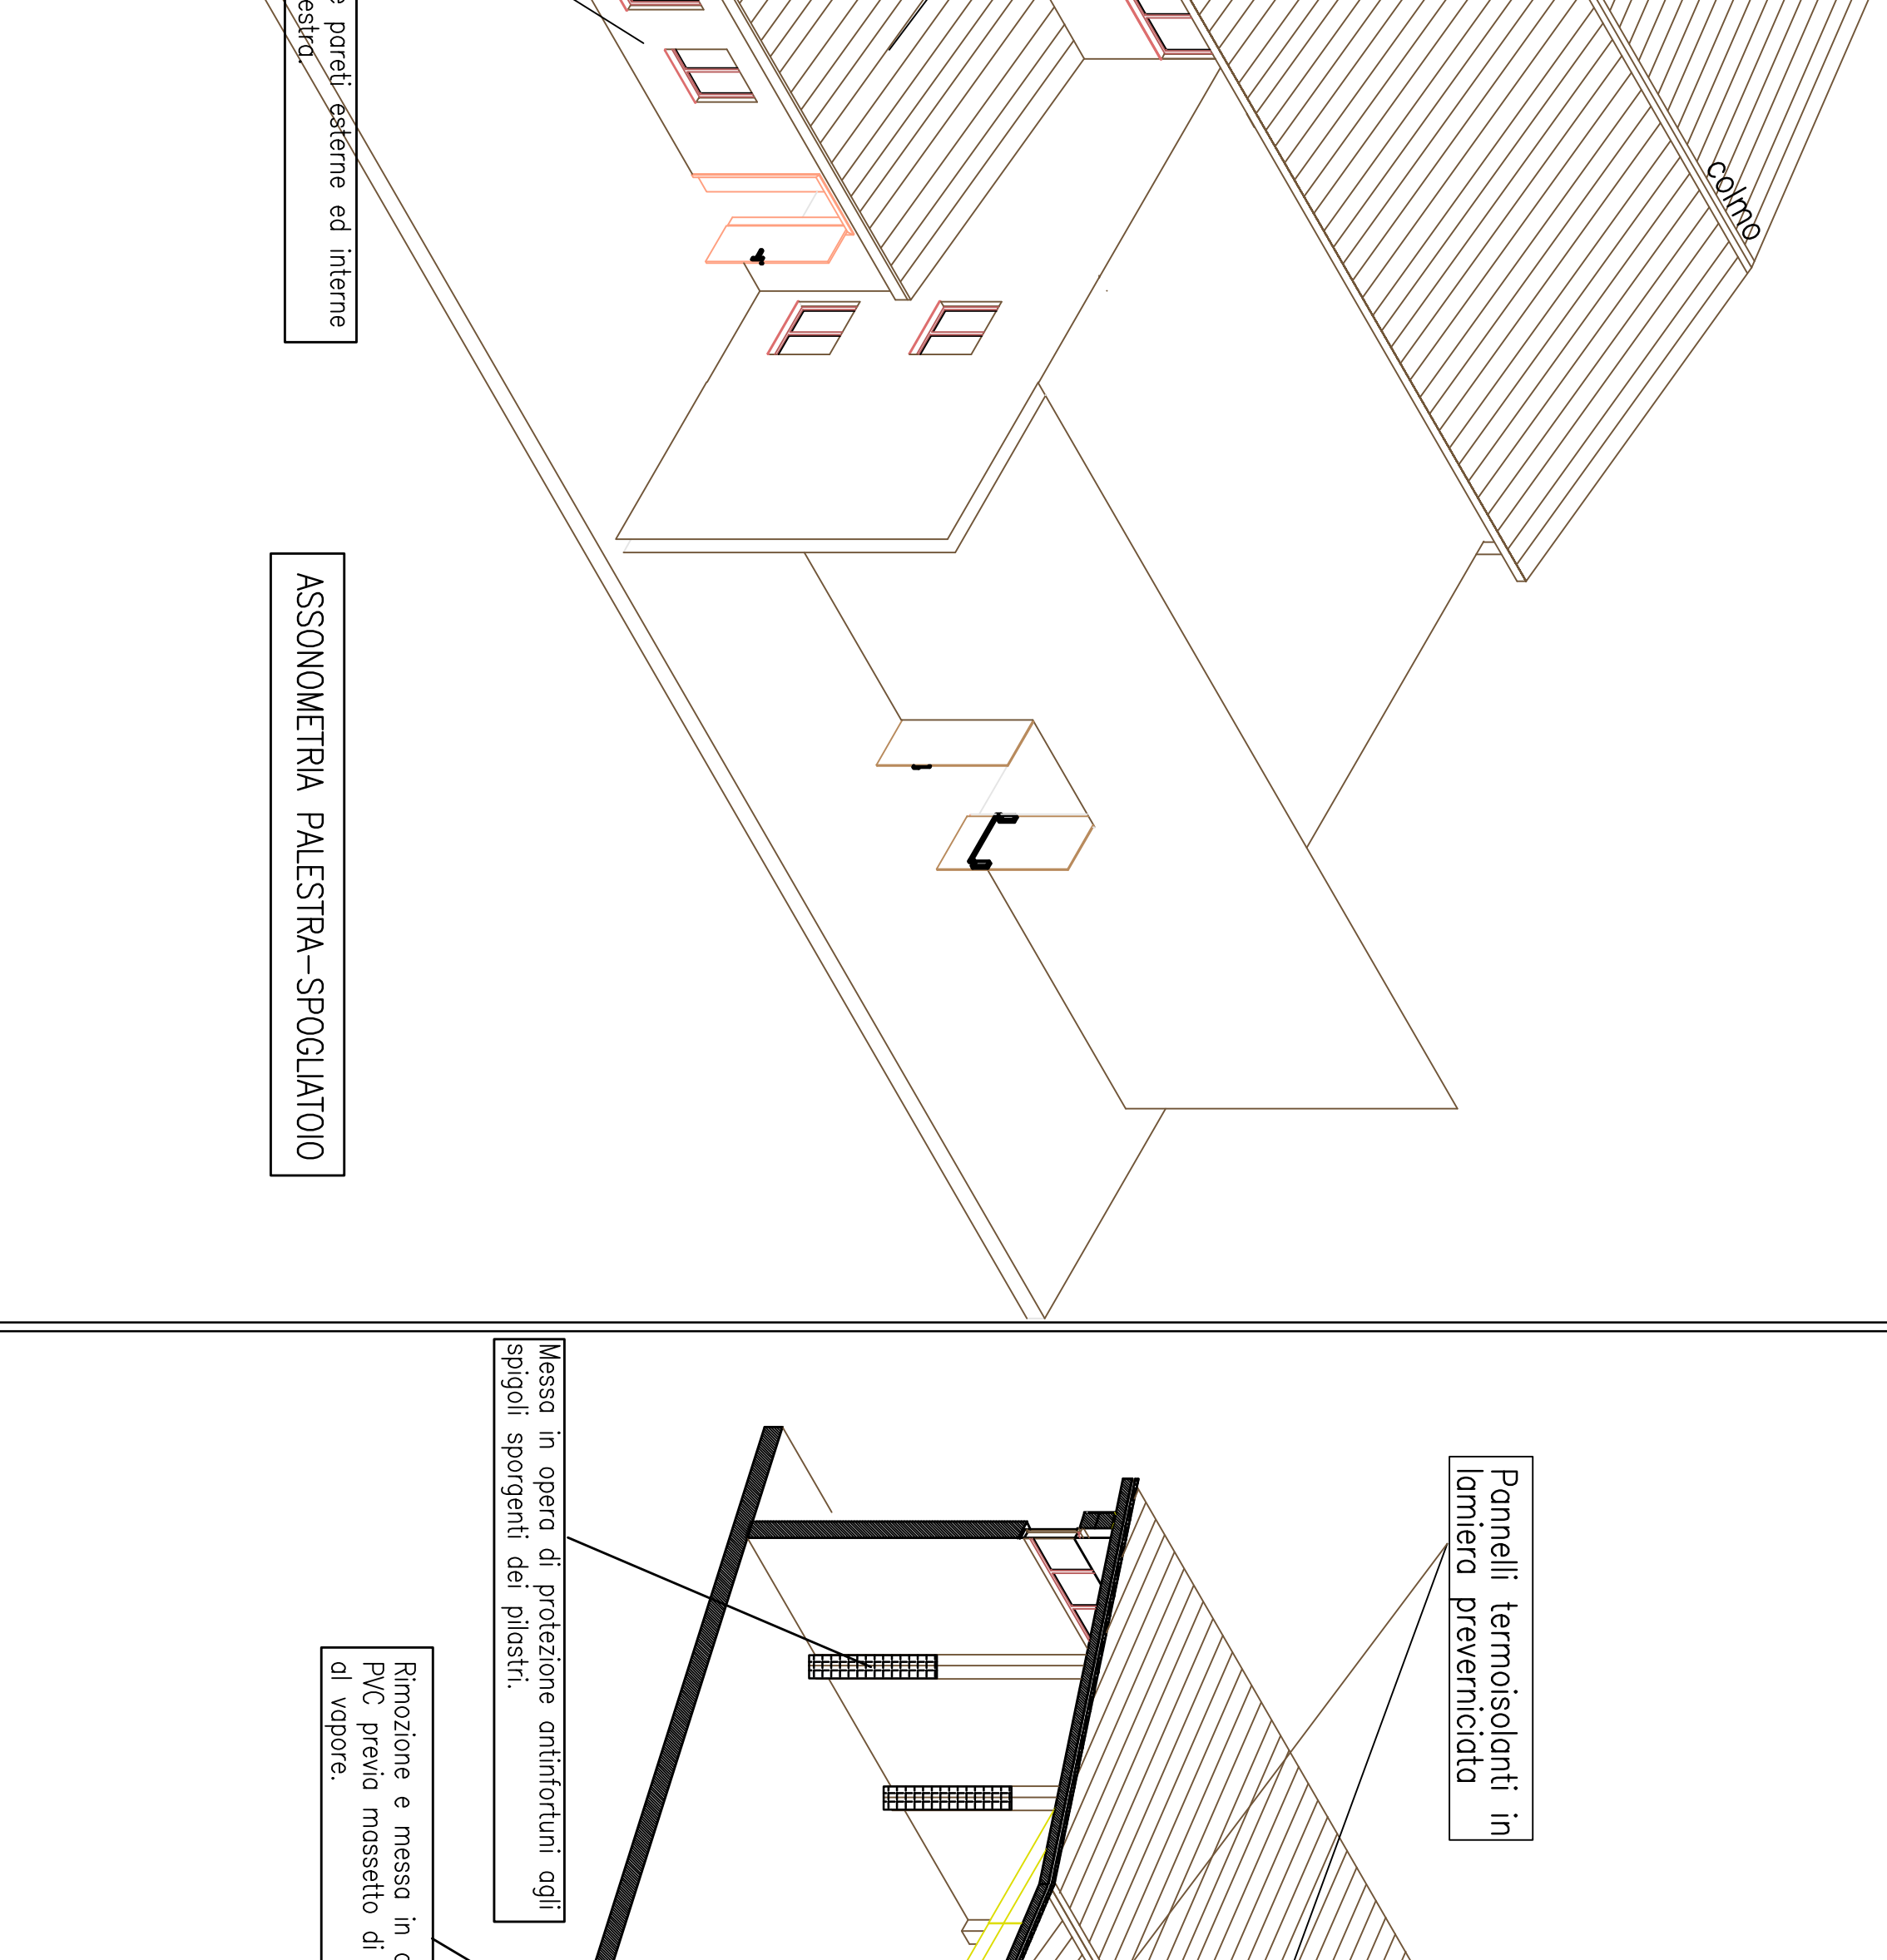 pareti esterne ed interne
colmo
ASSONOMETRIA PALESTRA-SPOGLIATOIO
Messa in opera di protezione antinfortuni agli
spigoli sporgenti dei pilastri.
Pannelli termoisolanti in
lamiera preverniciata
Rimozione e messa in
PVC previa massetto di
al vapore.